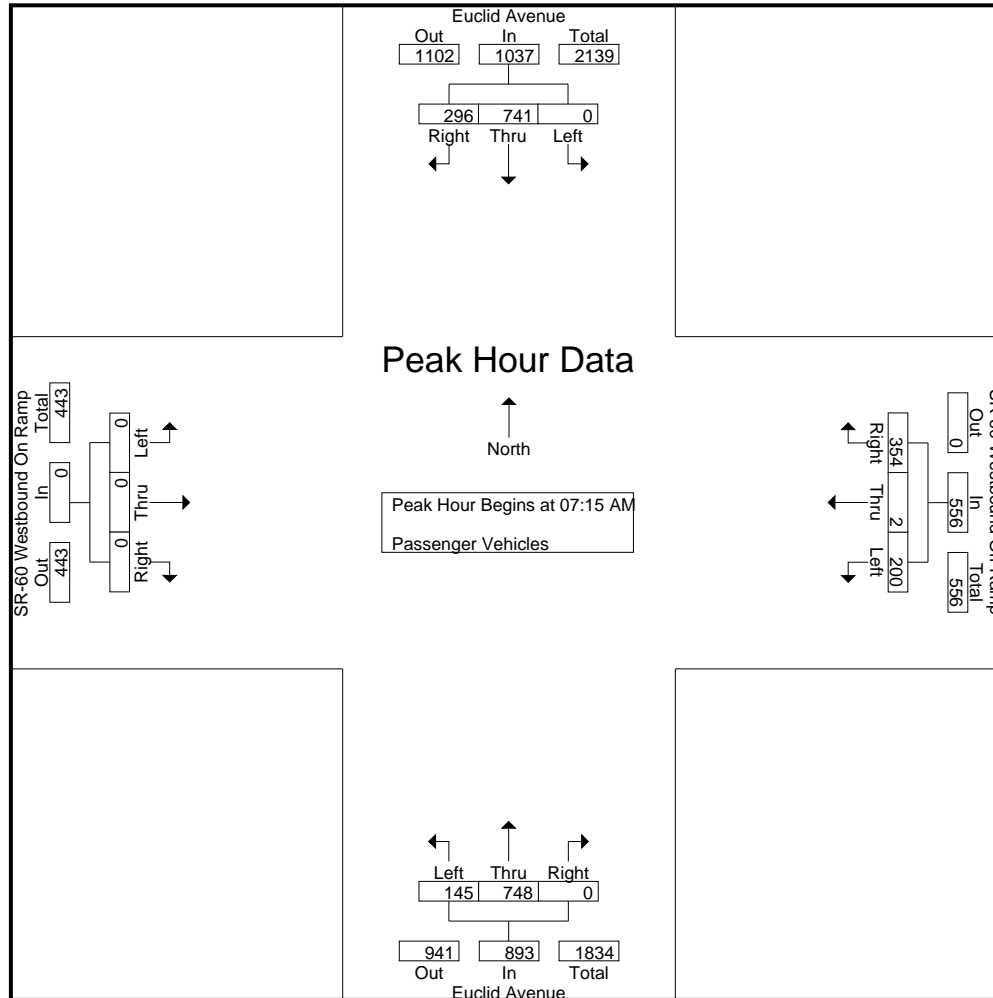 Euclid Avenue
Out In Total
1102 1037 2139
296 741 0
Right Thru Left
Peak Hour Data
North
Peak Hour Begins at 07:15 AM
Passenger Vehicles
SR-60 Westbound On Ramp
Out In Total
443 0 443
0 0 0
Left Thru Right
Westbound Ramp
Out In Total
0 556 556
354 2 200
Right Thru Left
Left Thru Right
145 748 0
941 893 1834
Out In Total
Euclid Avenue